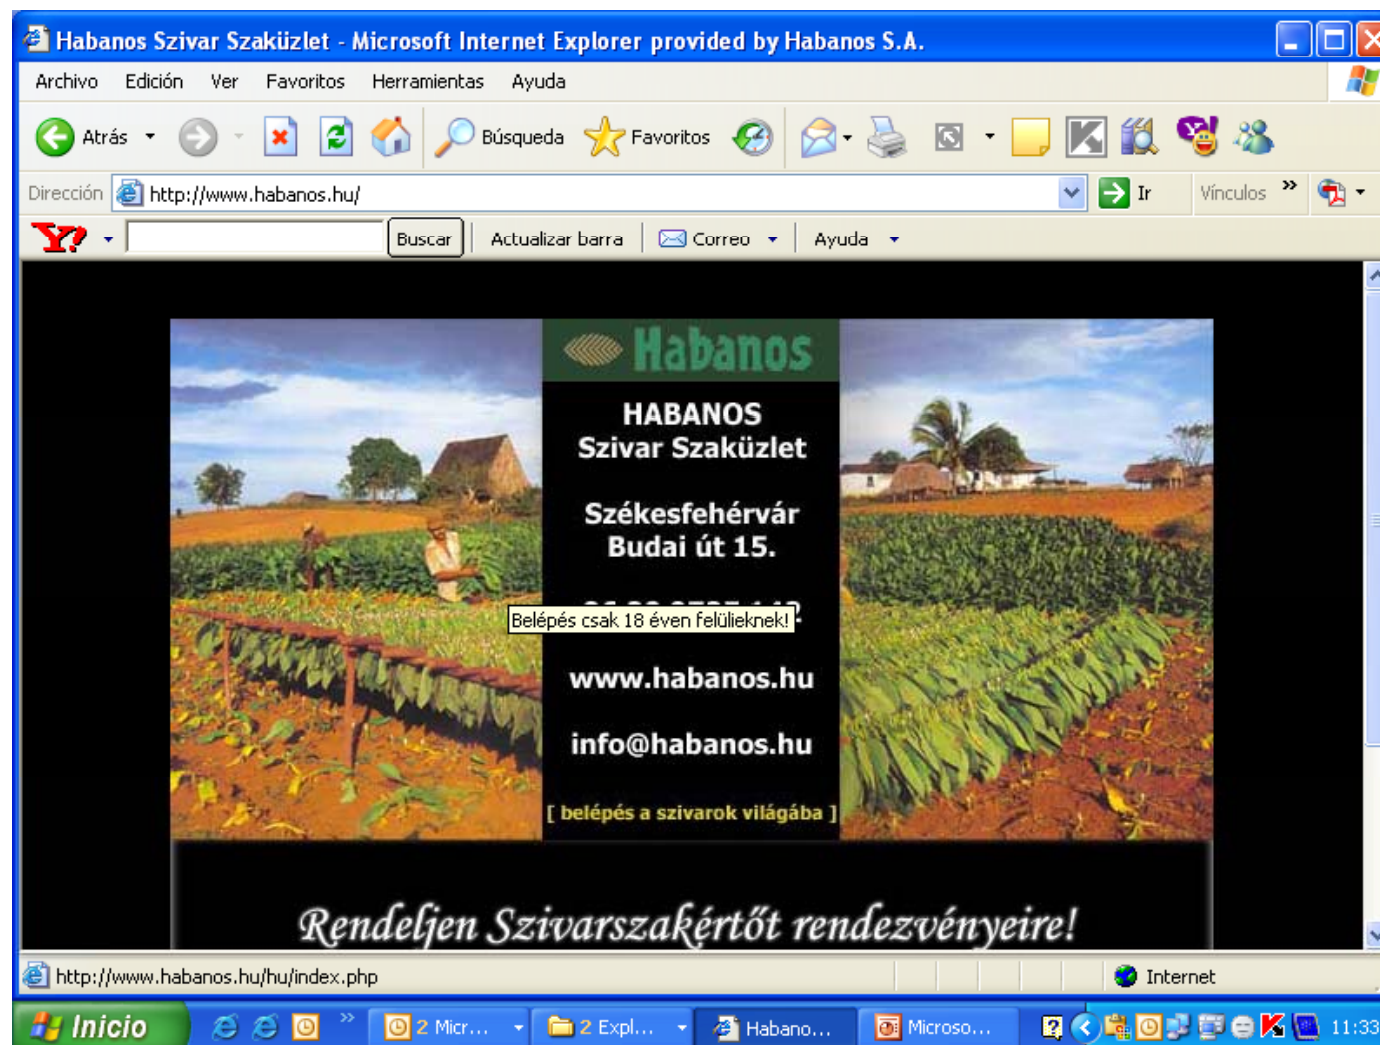 Habanos Szivar Szaküzlet - Microsoft Internet Explorer provided by Habanos S.A.
Archivo Edición Ver Favoritos Herramientas Ayuda
Atrás Búsqueda Favoritos
Dirección http://www.habanos.hu/ Ir Vínculos »
Y! Buscar Actualizar barra Correo Ayuda
Habanos
HABANOS
Szivar Szaküzlet
Székesfehérvár
Budai út 15.
Belépés csak 18 éven felülieknek!
www.habanos.hu
info@habanos.hu
[ belépés a szivarok világába ]
Rendeljen Szivarszakértőt rendezvényeire!
http://www.habanos.hu/hu/index.php Internet
Inicio » 2 Micr... 2 Expl... Habano... Microso... 11:33